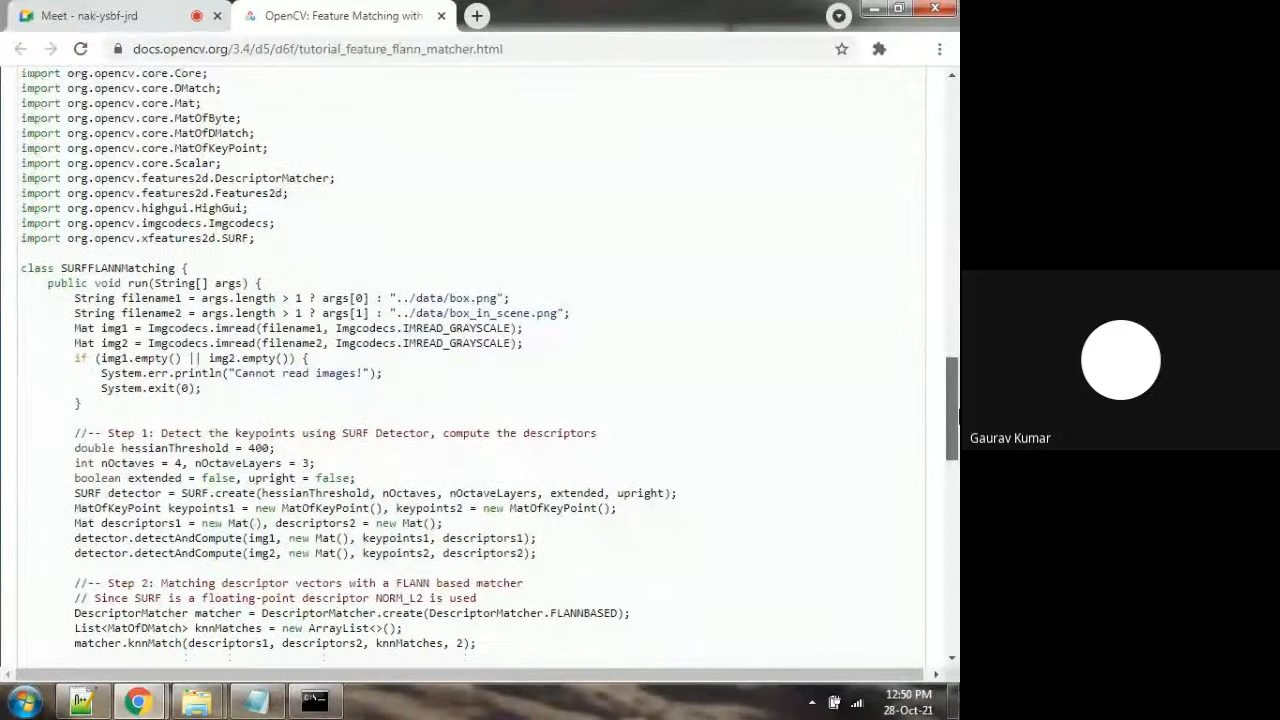 Meet - nak-ysbf-jrd
OpenCV: Feature Matching with
docs.opencv.org/3.4/d5/d6f/tutorial_feature_flann_matcher.html
import org.opencv.core.Core;
import org.opencv.core.DMatch;
import org.opencv.core.Mat;
import org.opencv.core.MatOfByte;
import org.opencv.core.MatOfDMatch;
import org.opencv.core.MatOfKeyPoint;
import org.opencv.core.Scalar;
import org.opencv.features2d.DescriptorMatcher;
import org.opencv.features2d.Features2d;
import org.opencv.highgui.HighGui;
import org.opencv.imgcodecs.Imgcodecs;
import org.opencv.xfeatures2d.SURF;
class SURFFLANNMatching {
public void run(String[] args) {
String filename1 = args.length > 1 ? args[0] : "../data/box.png";
String filename2 = args.length > 1 ? args[1] : "../data/box_in_scene.png";
Mat img1 = Imgcodecs.imread(filename1, Imgcodecs.IMREAD_GRAYSCALE);
Mat img2 = Imgcodecs.imread(filename2, Imgcodecs.IMREAD_GRAYSCALE);
if (img1.empty() || img2.empty()) {
System.err.println("Cannot read images!");
System.exit(0);
}
//-- Step 1: Detect the keypoints using SURF Detector, compute the descriptors
double hessianThreshold = 400;
int nOctaves = 4, nOctaveLayers = 3;
boolean extended = false, upright = false;
SURF detector = SURF.create(hessianThreshold, nOctaves, nOctaveLayers, extended, upright);
MatOfKeyPoint keypoints1 = new MatOfKeyPoint(), keypoints2 = new MatOfKeyPoint();
Mat descriptors1 = new Mat(), descriptors2 = new Mat();
detector.detectAndCompute(img1, new Mat(), keypoints1, descriptors1);
detector.detectAndCompute(img2, new Mat(), keypoints2, descriptors2);
//-- Step 2: Matching descriptor vectors with a FLANN based matcher
// Since SURF is a floating-point descriptor NORM_L2 is used
DescriptorMatcher matcher = DescriptorMatcher.create(DescriptorMatcher.FLANNBASED);
List<MatOfDMatch> knnMatches = new ArrayList<>();
matcher.knnMatch(descriptors1, descriptors2, knnMatches, 2);
Gaurav Kumar
12:50 PM
28-Oct-21